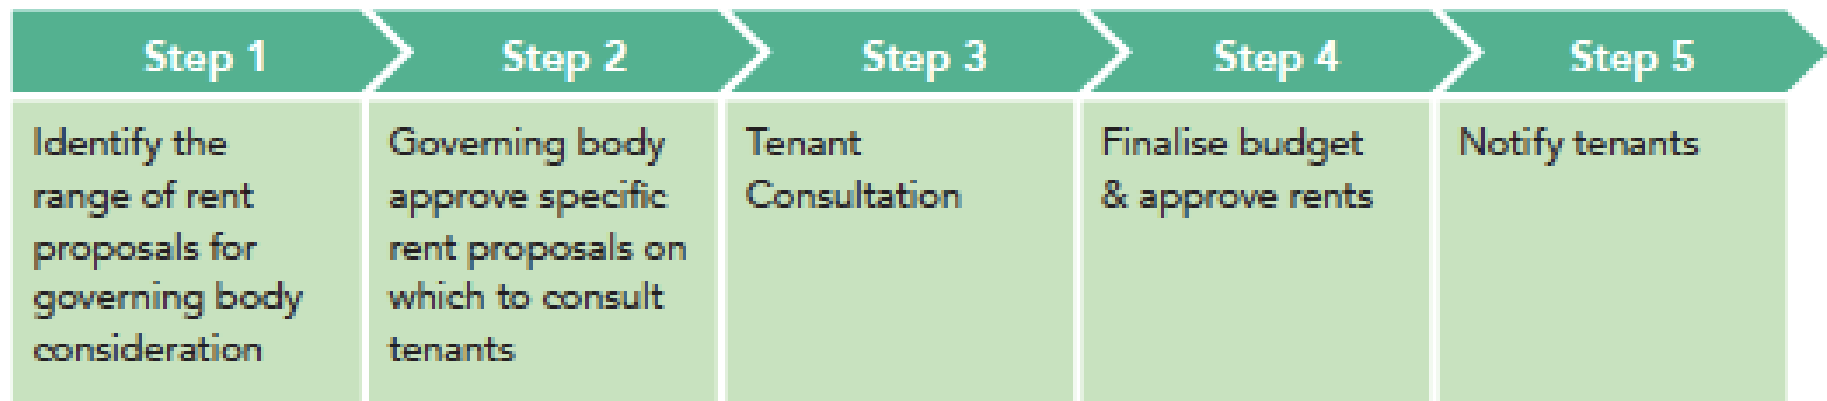 Step 1
Identify the
range of rent
proposals for
governing body
consideration
Step 2
Governing body
approve specific
rent proposals on
which to consult
tenants
Step 3
Tenant
Consultation
Step 4
Finalise budget
& approve rents
Step 5
Notify tenants